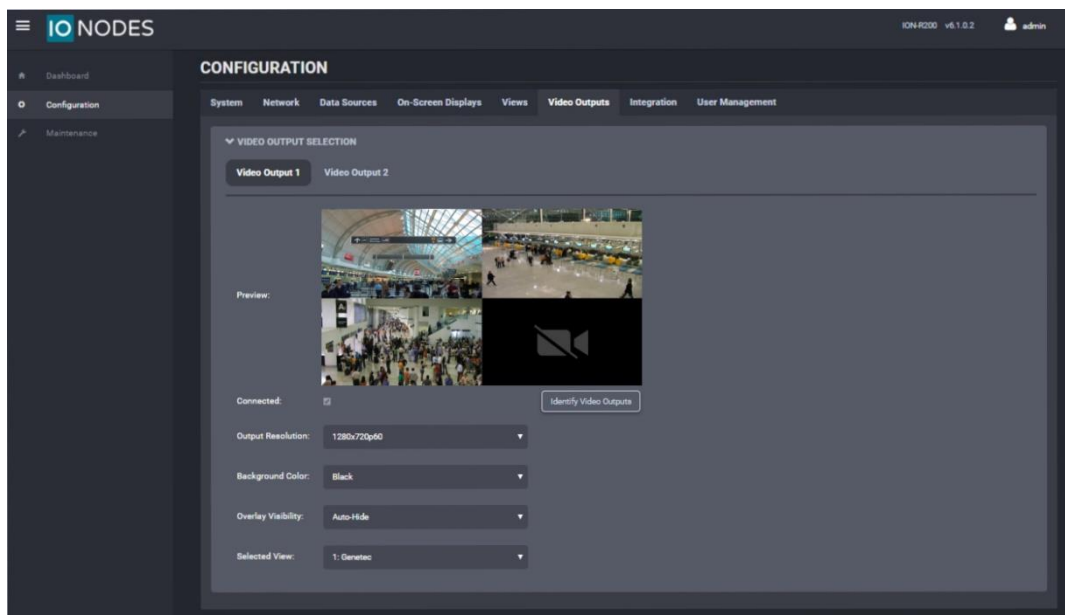 IONODES
ION-R200 v6.1.0.2 admin
Dashboard
Configuration
Maintenance
CONFIGURATION
System Network Data Sources On-Screen Displays Views Video Outputs Integration User Management
VIDEO OUTPUT SELECTION
Video Output 1 Video Output 2
Preview:
Connected:
Identify Video Outputs
Output Resolution: 1280x720p60
Background Color: Black
Overlay Visibility: Auto-Hide
Selected View: 1: Genetec